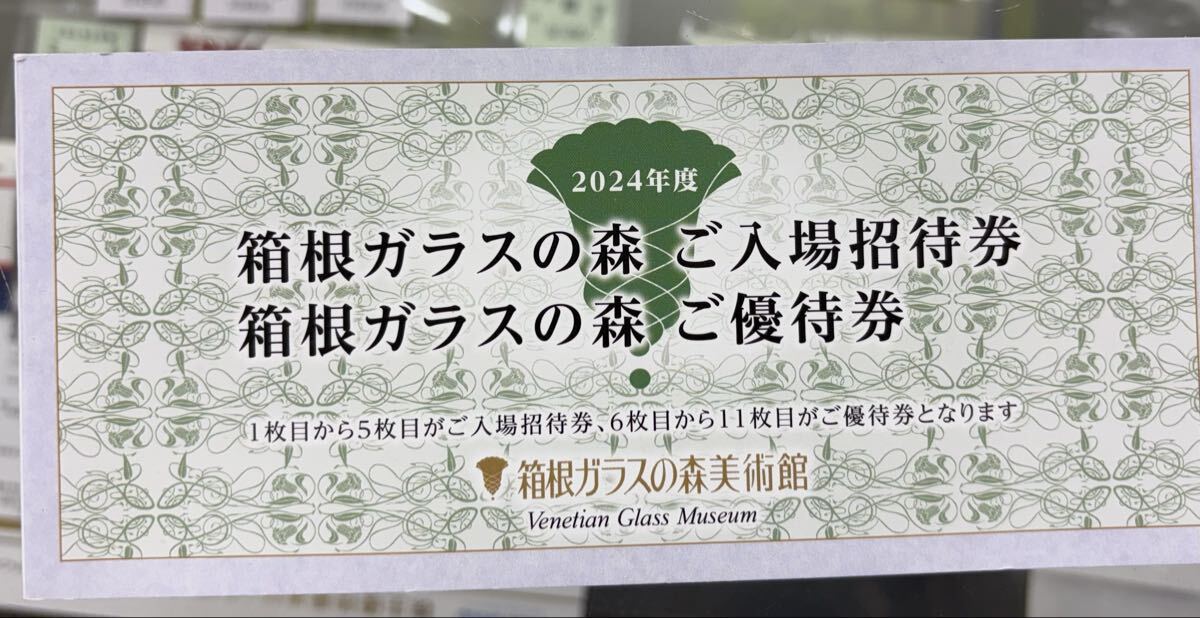 2024年度
箱根ガラスの森 ご入場招待券
箱根ガラスの森 ご優待券
1枚目から5枚目がご入場招待券、6枚目から11枚目がご優待券となります
箱根ガラスの森美術館
Venetian Glass Museum